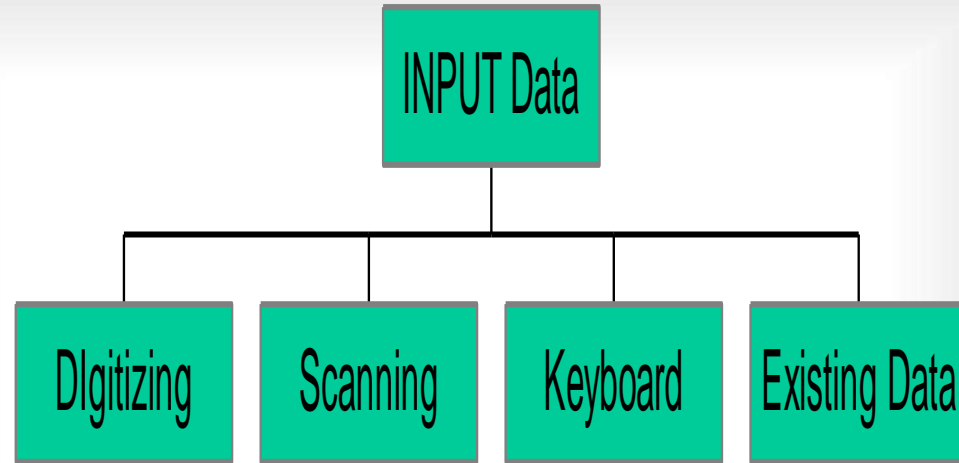 INPUT Data
DIgitizing
Scanning
Keyboard
Existing Data